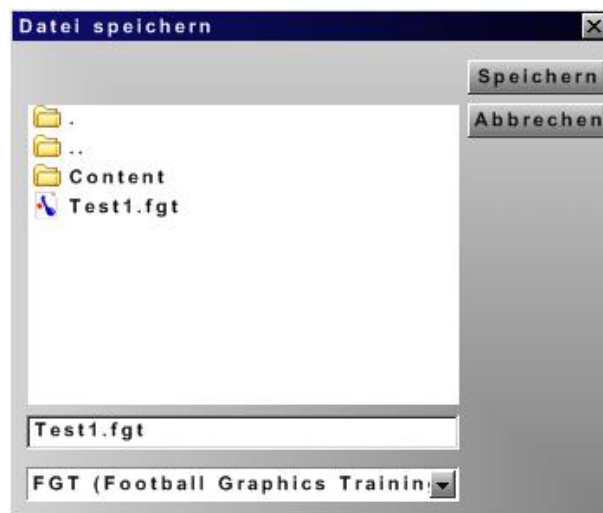 Datei speichern
Speichern
Abbrechen
.
..
Content
Test1.fgt
Test1.fgt
FGT (Football Graphics Trainin